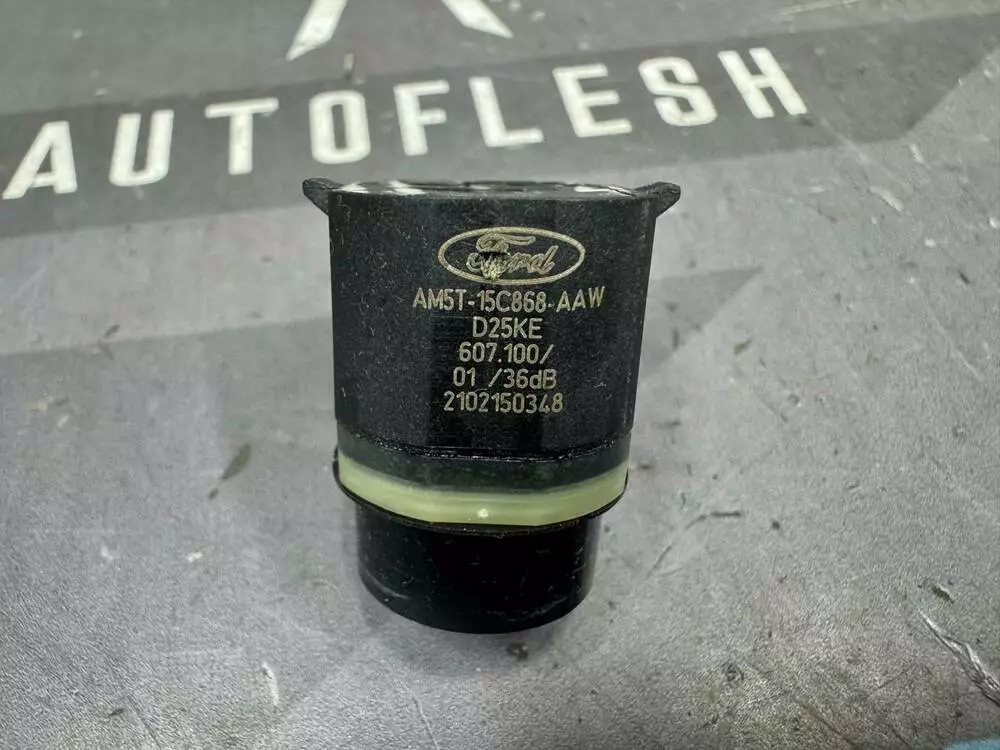 AUTOFLESH
Ford
AM5T-15C868-AAW
D25KE
607.100/
01 /36dB
2102150348